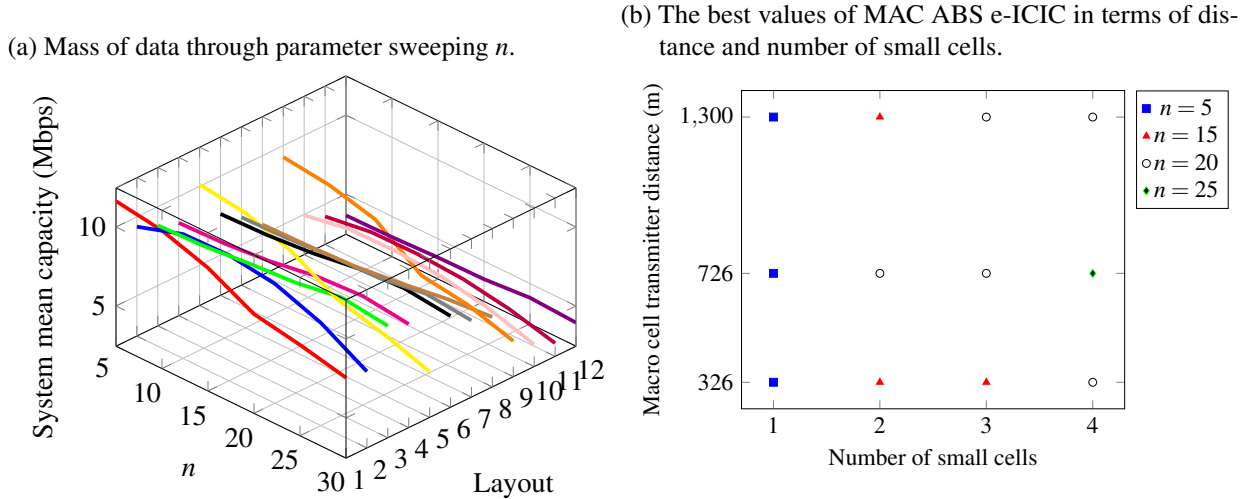 (a) Mass of data through parameter sweeping n.
System mean capacity (Mbps)
10
5
5
10
15
20
25
30
n
1
2
3
4
5
6
7
8
9
10
11
12
Layout
(b) The best values of MAC ABS e-ICIC in terms of dis-
tance and number of small cells.
Macro cell transmitter distance (m)
1,300
726
326
1 2 3 4
Number of small cells
n = 5
n = 15
n = 20
n = 25